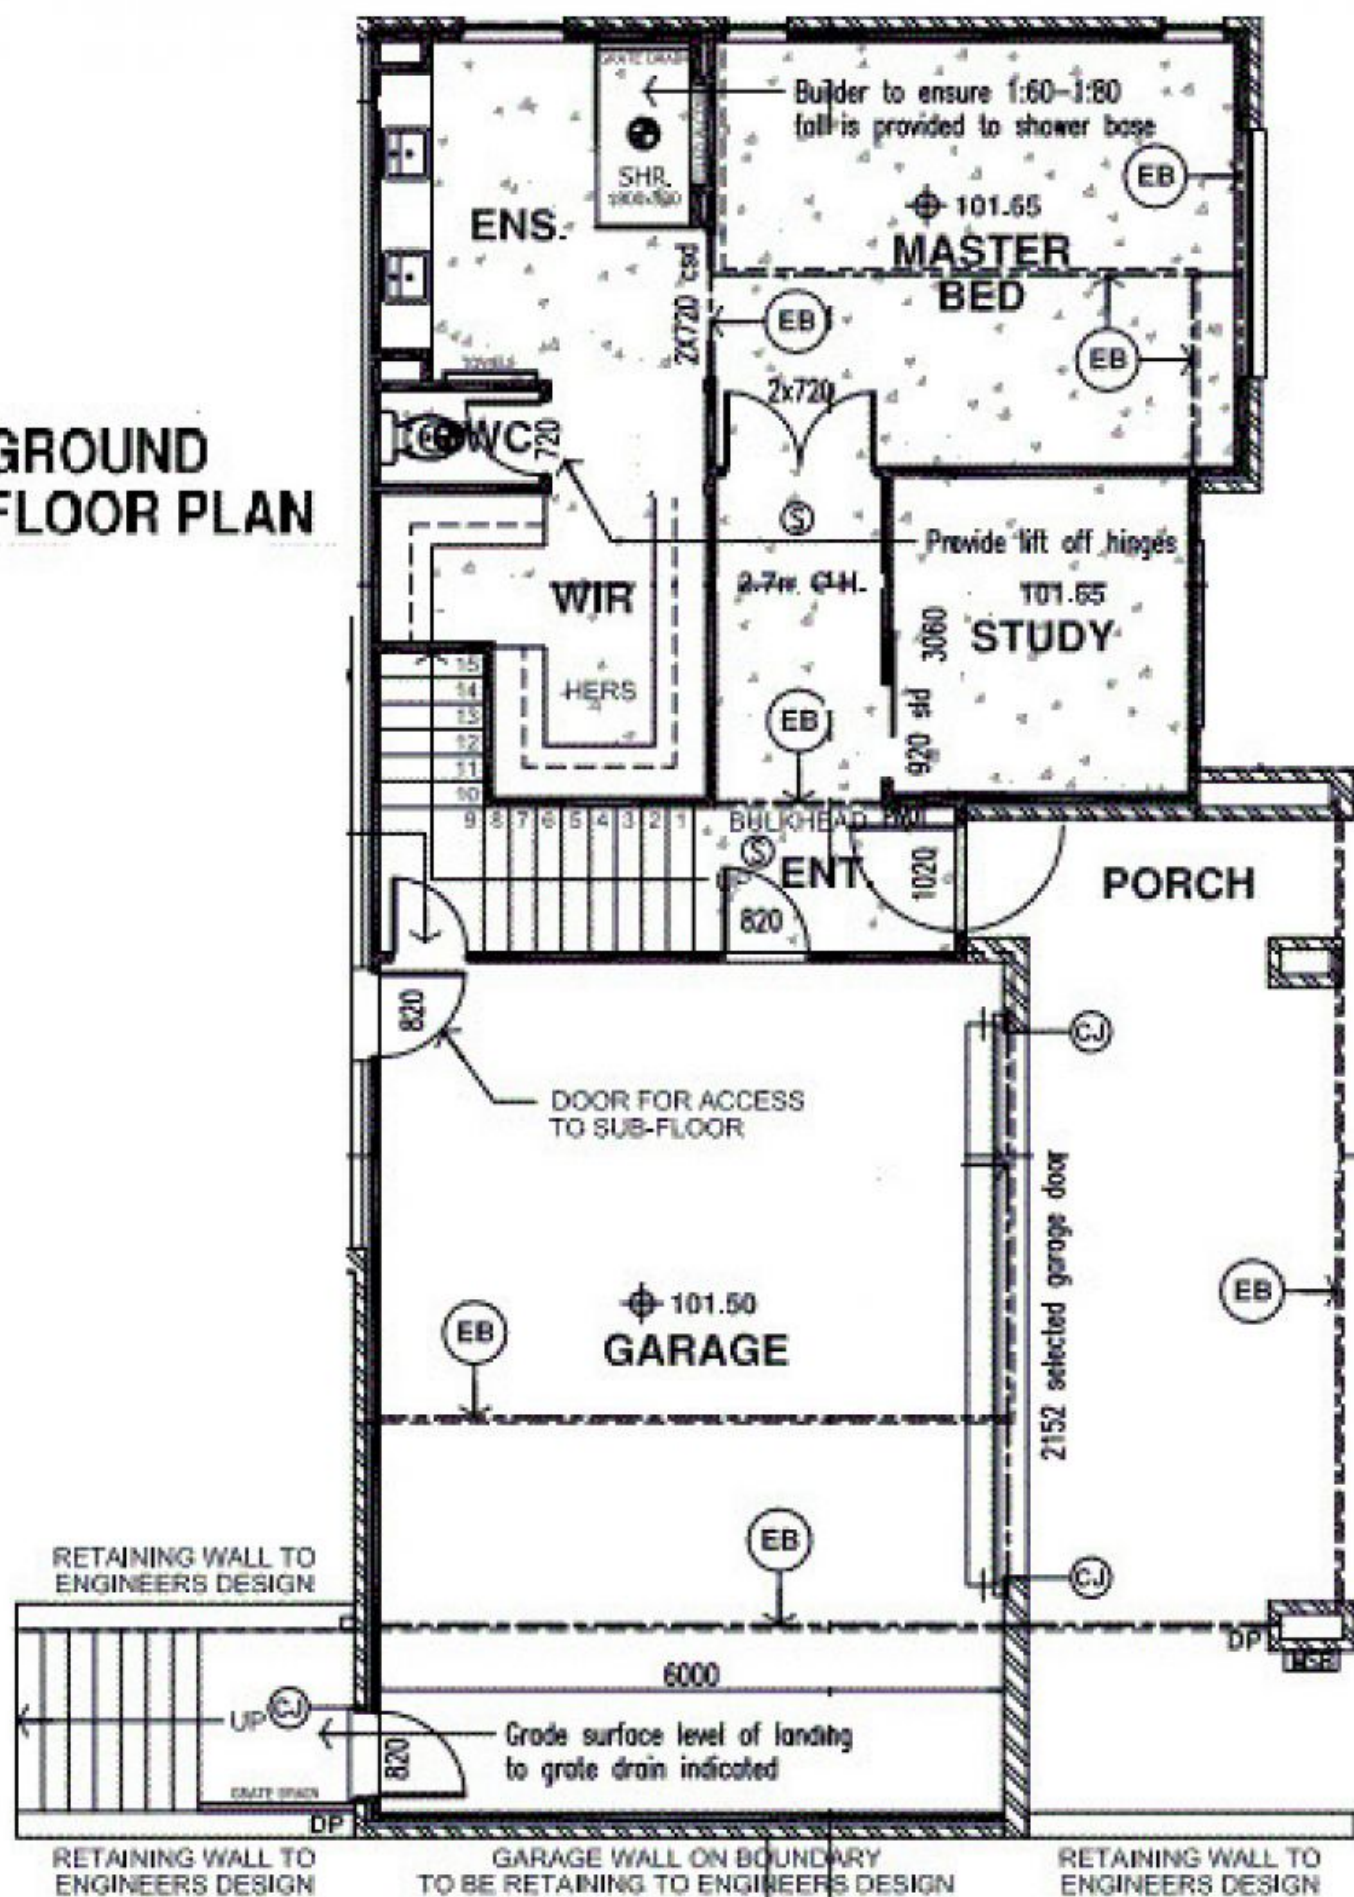 GRATE DRAIN
Builder to ensure 1:60-1:80
fall is provided to shower base
EB
SHR.
ENS.
101.65
MASTER
BED
2X720 csd
EB
EB
2x720
TOWELS
GROUND
FLOOR PLAN
WC
720
S
Provide lift off hinges
2.7m C.H.
101.65
STUDY
WIR
3060
HERS
920 sld
EB
15
14
13
12
11
10
9 8 7 6 5 4 3 2 1
BULKHEAD
S
ENT.
1020
PORCH
820
820
CJ
DOOR FOR ACCESS
TO SUB-FLOOR
2152 selected garage door
EB
101.50
GARAGE
EB
EB
CJ
RETAINING WALL TO
ENGINEERS DESIGN
DP
6000
UP
CJ
Grade surface level of landing
to grate drain indicated
820
GRATE DRAIN
DP
RETAINING WALL TO
ENGINEERS DESIGN
GARAGE WALL ON BOUNDARY
TO BE RETAINING TO ENGINEERS DESIGN
RETAINING WALL TO
ENGINEERS DESIGN